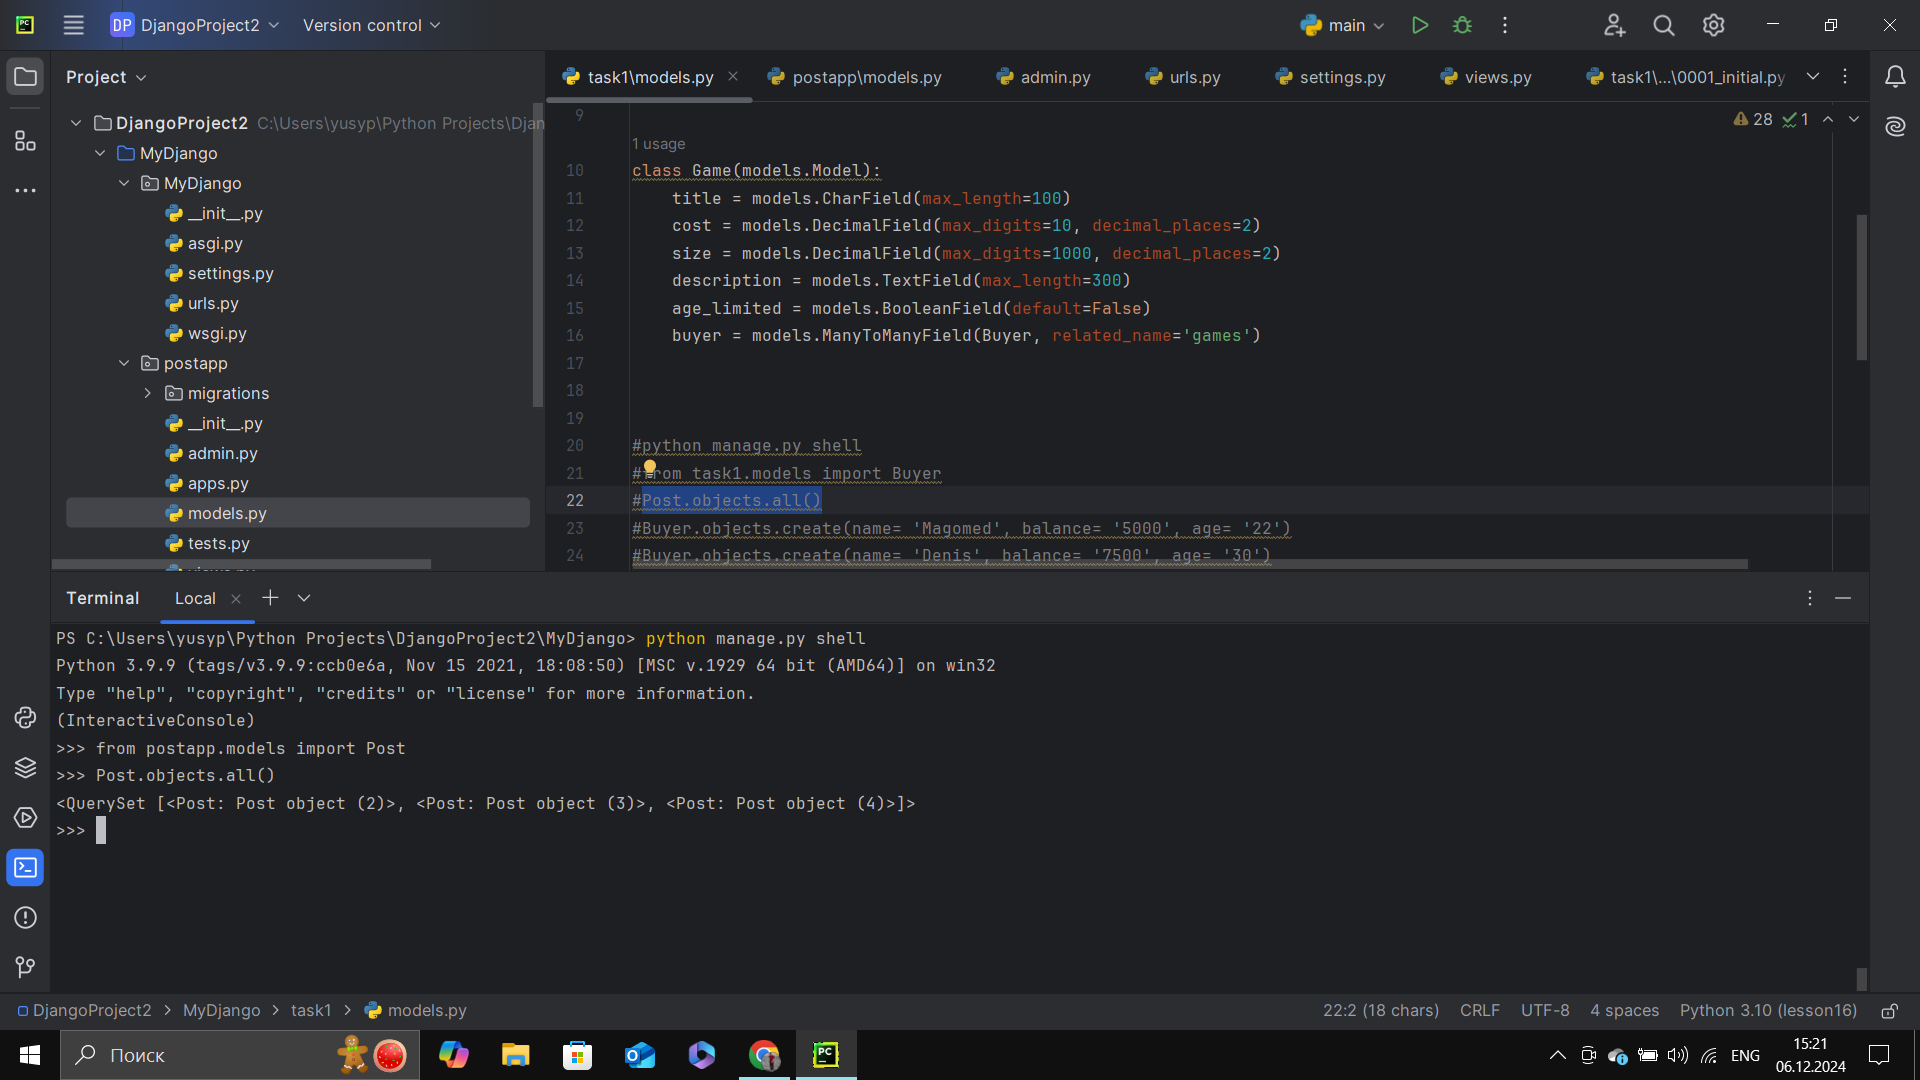 DP DjangoProject2 Version control main
Project
task1\models.py postapp\models.py admin.py urls.py settings.py views.py task1\...\0001_initial.py
DjangoProject2 C:\Users\yusyp\Python Projects\Djan
MyDjango
MyDjango
__init__.py
asgi.py
settings.py
urls.py
wsgi.py
postapp
migrations
__init__.py
admin.py
apps.py
models.py
tests.py
views.py
28 1
9
1 usage
10 class Game(models.Model):
11 title = models.CharField(max_length=100)
12 cost = models.DecimalField(max_digits=10, decimal_places=2)
13 size = models.DecimalField(max_digits=1000, decimal_places=2)
14 description = models.TextField(max_length=300)
15 age_limited = models.BooleanField(default=False)
16 buyer = models.ManyToManyField(Buyer, related_name='games')
17
18
19
20 #python manage.py shell
21 #from task1.models import Buyer
22 #Post.objects.all()
23 #Buyer.objects.create(name= 'Magomed', balance= '5000', age= '22')
24 #Buyer.objects.create(name= 'Denis', balance= '7500', age= '30')
Terminal Local
PS C:\Users\yusyp\Python Projects\DjangoProject2\MyDjango> python manage.py shell
Python 3.9.9 (tags/v3.9.9:ccb0e6a, Nov 15 2021, 18:08:50) [MSC v.1929 64 bit (AMD64)] on win32
Type "help", "copyright", "credits" or "license" for more information.
(InteractiveConsole)
>>> from postapp.models import Post
>>> Post.objects.all()
<QuerySet [<Post: Post object (2)>, <Post: Post object (3)>, <Post: Post object (4)>]>
>>>
DjangoProject2 > MyDjango > task1 > models.py
22:2 (18 chars) CRLF UTF-8 4 spaces Python 3.10 (lesson16)
Поиск
ENG
15:21
06.12.2024